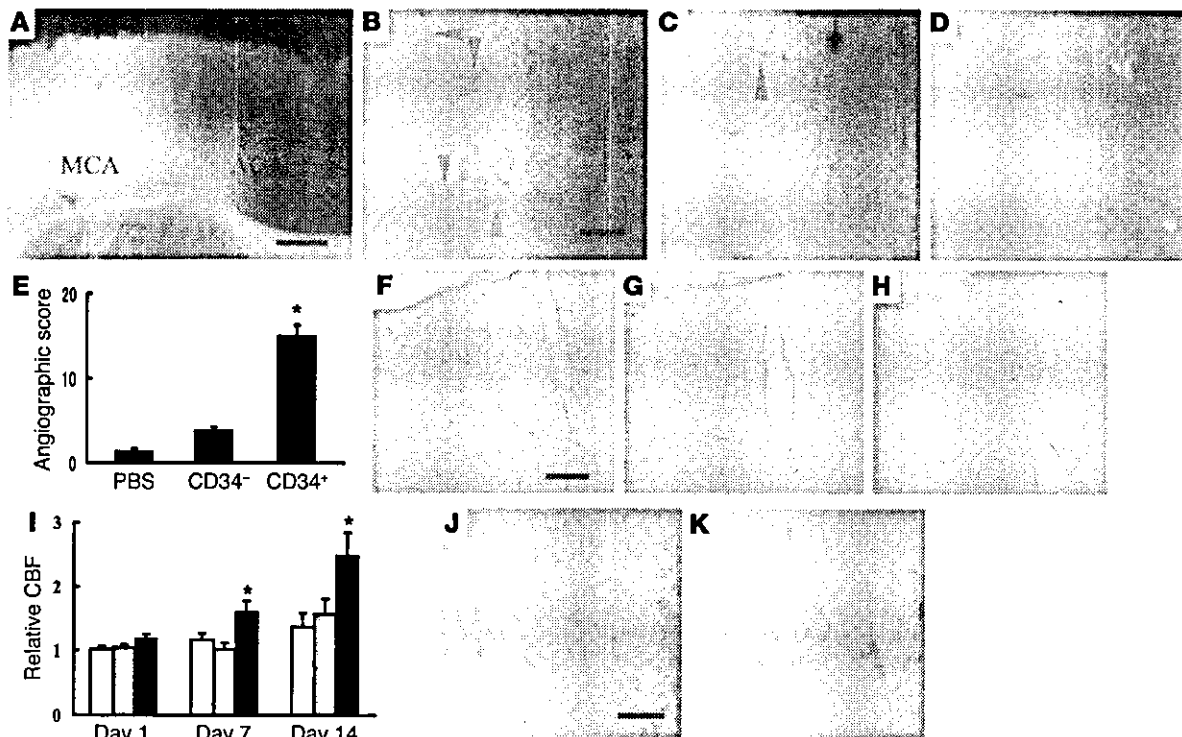 A
B
C
D
MCA
E
Angiographic score
20
10
0
*
PBS CD34⁻ CD34⁺
F
G
H
I
Relative CBF
3
2
1
0
*
*
Day 1 Day 7 Day 14
J
K